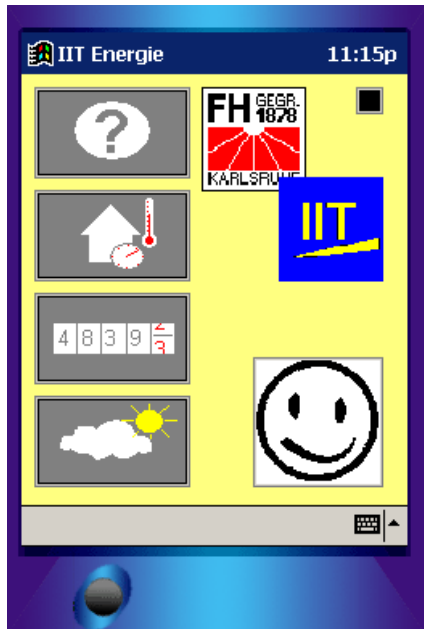 IIT Energie 11:15p
?
FH GEGR. 1878
KARLSRUHE
IIT
4 8 3 9 2 3